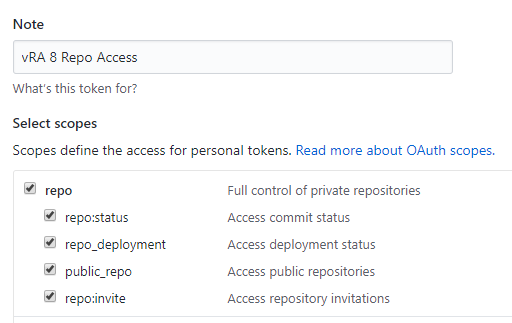 Note
vRA 8 Repo Access
What's this token for?
Select scopes
Scopes define the access for personal tokens. Read more about OAuth scopes.
repo Full control of private repositories
repo:status Access commit status
repo_deployment Access deployment status
public_repo Access public repositories
repo:invite Access repository invitations